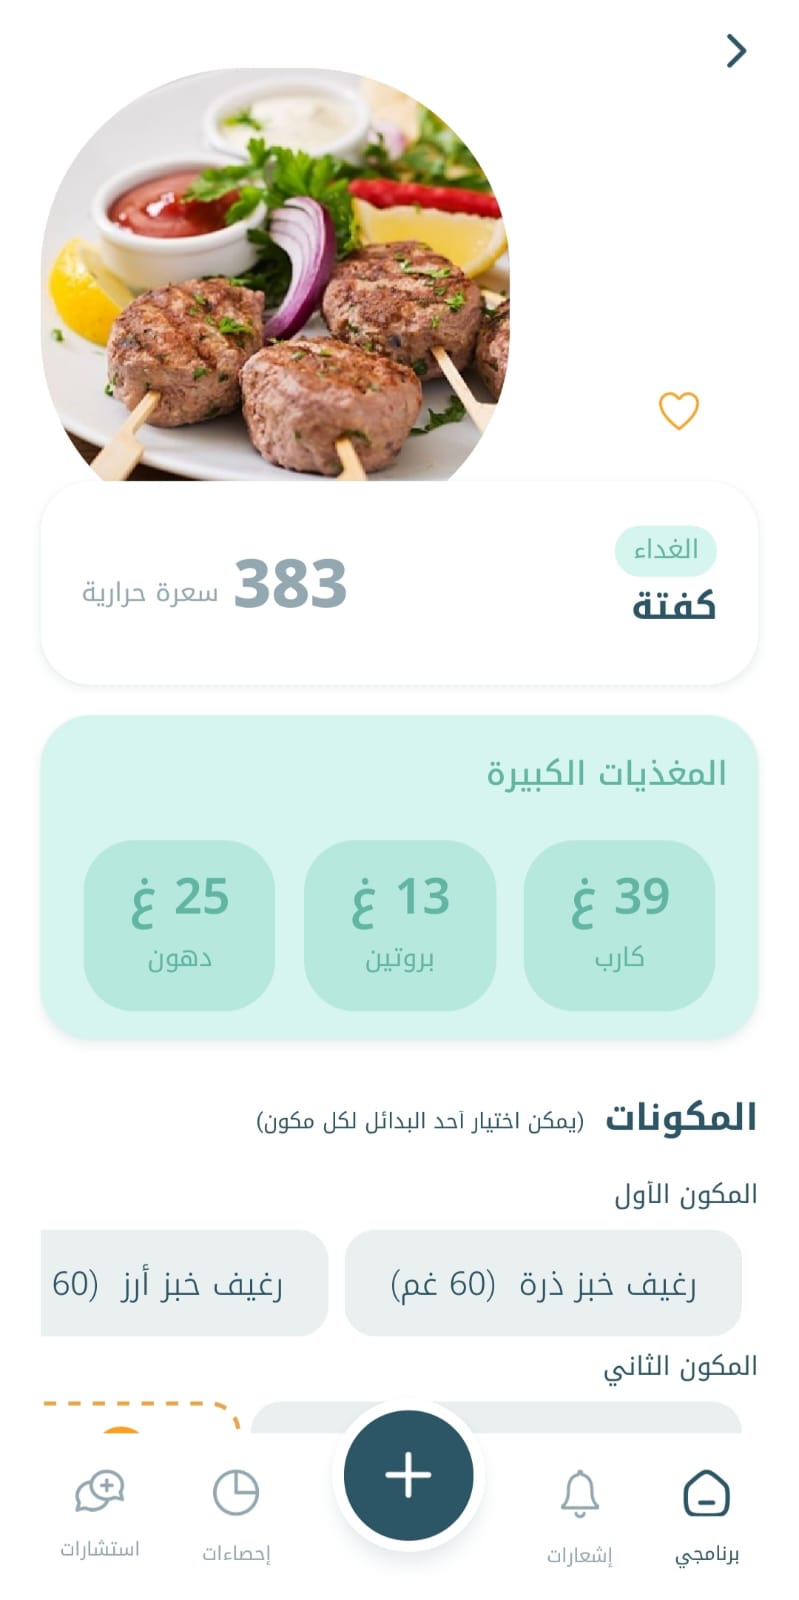 الغداء
كفتة
383 سعرة حرارية
المغذيات الكبيرة
39 غ
كارب
13 غ
بروتين
25 غ
دهون
المكونات (يمكن اختيار أحد البدائل لكل مكون)
المكون الأول
رغيف خبز ذرة (60 غم)
رغيف خبز أرز (60
المكون الثاني
برنامجي
إشعارات
إحصاءات
استشارات